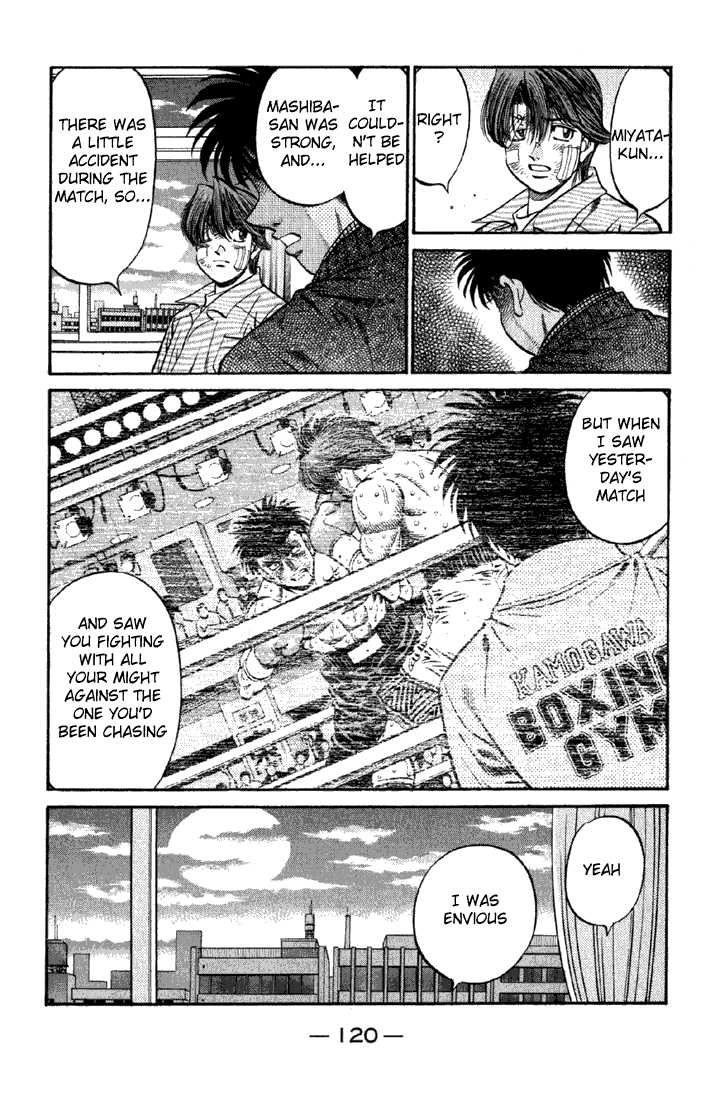 MIYATA-
KUN...
RIGHT
?
IT
COULD-
N'T BE
HELPED
MASHIBA-
SAN WAS
STRONG,
AND...
THERE WAS
A LITTLE
ACCIDENT
DURING THE
MATCH, SO...
BUT WHEN
I SAW
YESTER-
DAY'S
MATCH
KAMOGAWA
BOXING
GYM
AND SAW
YOU FIGHTING
WITH ALL
YOUR MIGHT
AGAINST THE
ONE YOU'D
BEEN CHASING
YEAH
I WAS
ENVIOUS
— 120 —